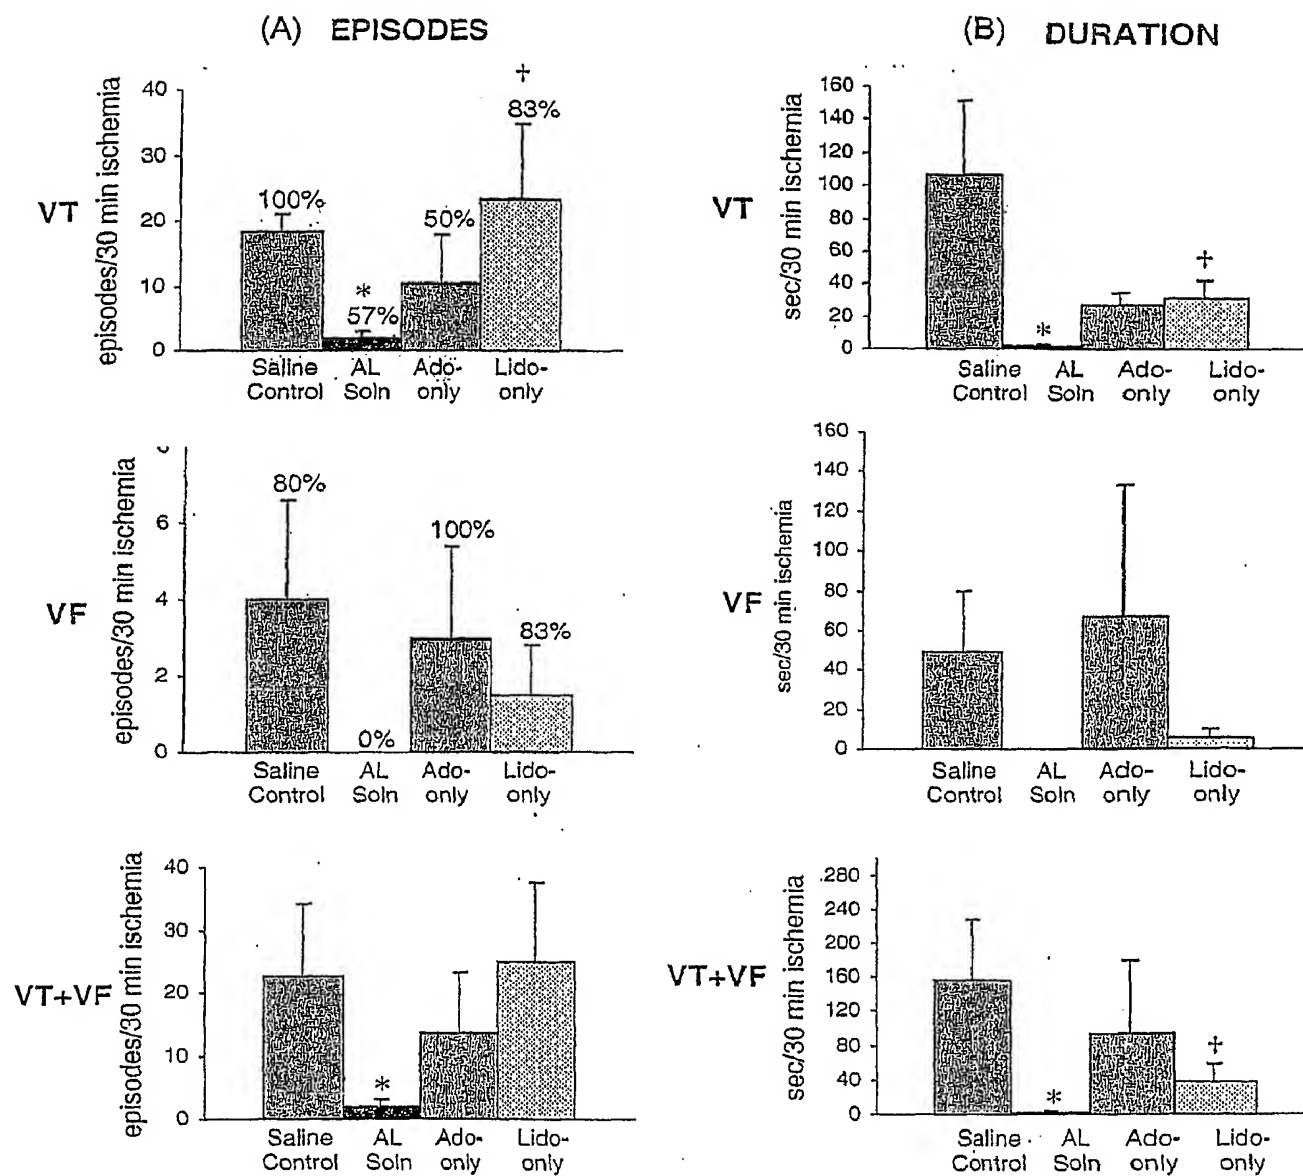 (A) EPISODES
(B) DURATION
VT
episodes/30 min ischemia
40
30
20
10
0
100%
*
57%
50%
†
83%
Saline Control
AL Soln
Ado-only
Lido-only
VT
sec/30 min ischemia
160
140
120
100
80
60
40
20
0
*
‡
Saline Control
AL Soln
Ado-only
Lido-only
VF
episodes/30 min ischemia
6
4
2
0
80%
0%
100%
83%
Saline Control
AL Soln
Ado-only
Lido-only
VF
sec/30 min ischemia
160
140
120
100
80
60
40
20
0
Saline Control
AL Soln
Ado-only
Lido-only
VT+VF
episodes/30 min ischemia
40
30
20
10
0
*
Saline Control
AL Soln
Ado-only
Lido-only
VT+VF
sec/30 min ischemia
280
240
200
160
120
80
40
0
*
‡
Saline Control
AL Soln
Ado-only
Lido-only